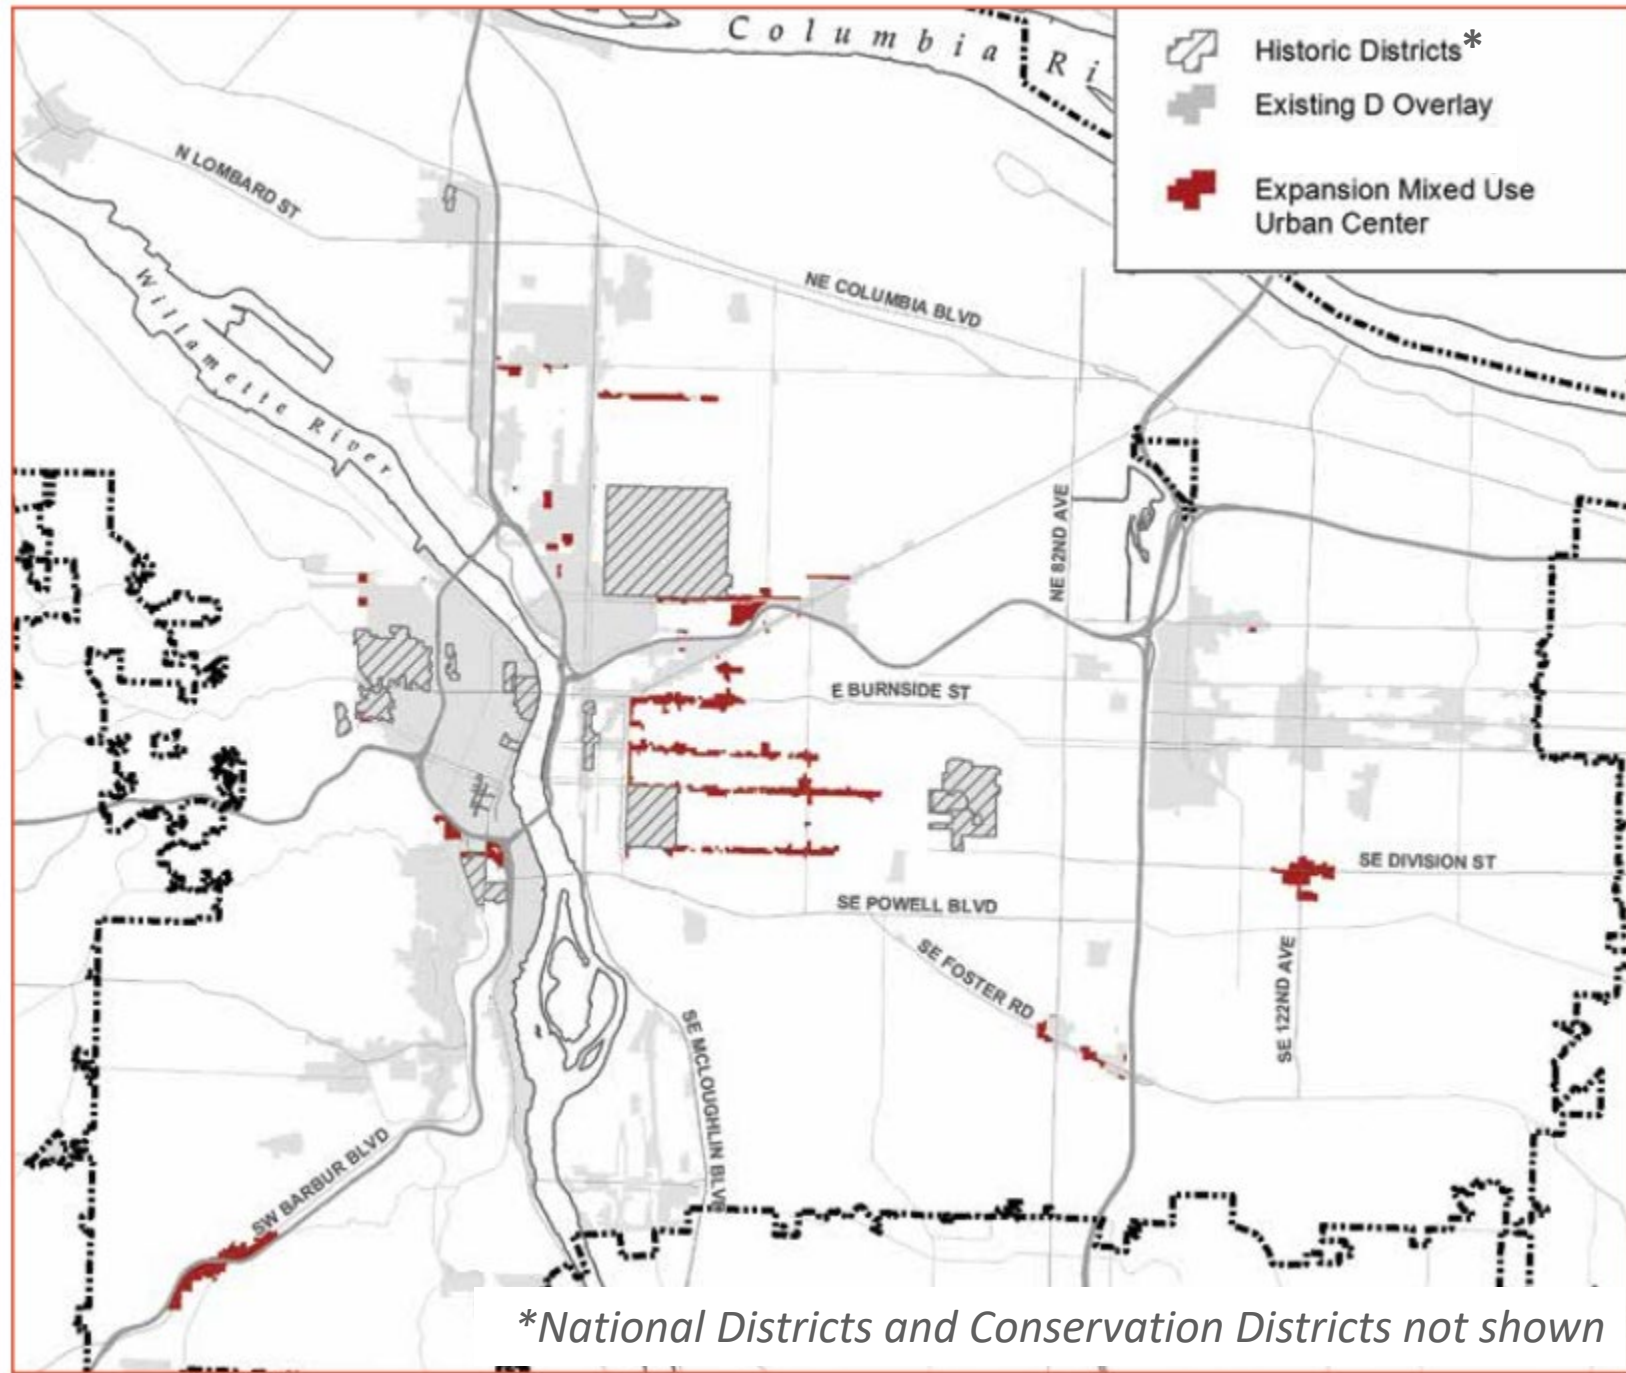 Columbia Ri
Historic Districts*
Existing D Overlay
Expansion Mixed Use
Urban Center
N LOMBARD ST
NE COLUMBIA BLVD
Willamette River
NE 82ND AVE
E BURNSIDE ST
SE DIVISION ST
SE POWELL BLVD
SE FOSTER RD
SE 122ND AVE
SE MCLOUGHLIN BLV
SW BARBUR BLVD
*National Districts and Conservation Districts not shown